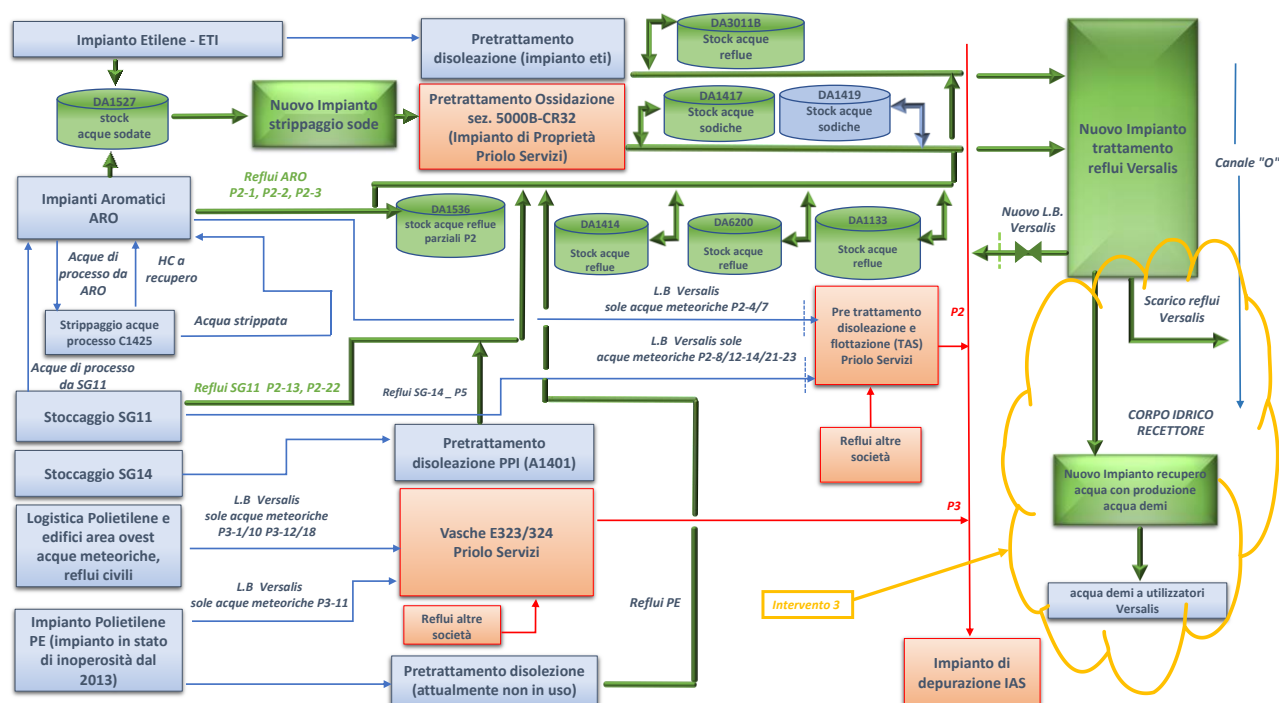 Impianto Etilene - ETI
Pretrattamento
disoleazione (impianto eti)
DA3011B
Stock acque
reflue
DA1527
stock
acque sodate
Nuovo Impianto
strippaggio sode
Pretrattamento Ossidazione
sez. 5000B-CR32
(Impianto di Proprietà
Priolo Servizi)
DA1417
Stock acque
sodiche
DA1419
Stock acque
sodiche
Nuovo Impianto
trattamento
reflui Versalis
Canale "O"
Impianti Aromatici
ARO
Reflui ARO
P2-1, P2-2, P2-3
DA1536
stock acque reflue
parziali P2
DA1414
Stock acque
reflue
DA6200
Stock acque
reflue
DA1133
Stock acque
reflue
Nuovo L.B.
Versalis
Acque di
processo da
ARO
HC a
recupero
Strippaggio acque
processo C1425
Acqua strippata
L.B Versalis
sole acque meteoriche P2-4/7
Pre trattamento
disoleazione e
flottazione (TAS)
Priolo Servizi
P2
Scarico reflui
Versalis
Acque di processo
da SG11
L.B Versalis sole
acque meteoriche P2-8/12-14/21-23
Reflui SG11 P2-13, P2-22
Reflui SG-14 _ P5
Stoccaggio SG11
Pretrattamento
disoleazione PPI (A1401)
Reflui altre
società
CORPO IDRICO
RECETTORE
Stoccaggio SG14
Nuovo Impianto recupero
acqua con produzione
acqua demi
L.B Versalis
sole acque meteoriche
P3-1/10 P3-12/18
Logistica Polietilene e
edifici area ovest
acque meteoriche,
reflui civili
Vasche E323/324
Priolo Servizi
P3
L.B Versalis
sole acque meteoriche P3-11
Reflui PE
Intervento 3
acqua demi a utilizzatori
Versalis
Reflui altre
società
Impianto Polietilene
PE (impianto in stato
di inoperosità dal
2013)
Pretrattamento disolezione
(attualmente non in uso)
Impianto di
depurazione IAS